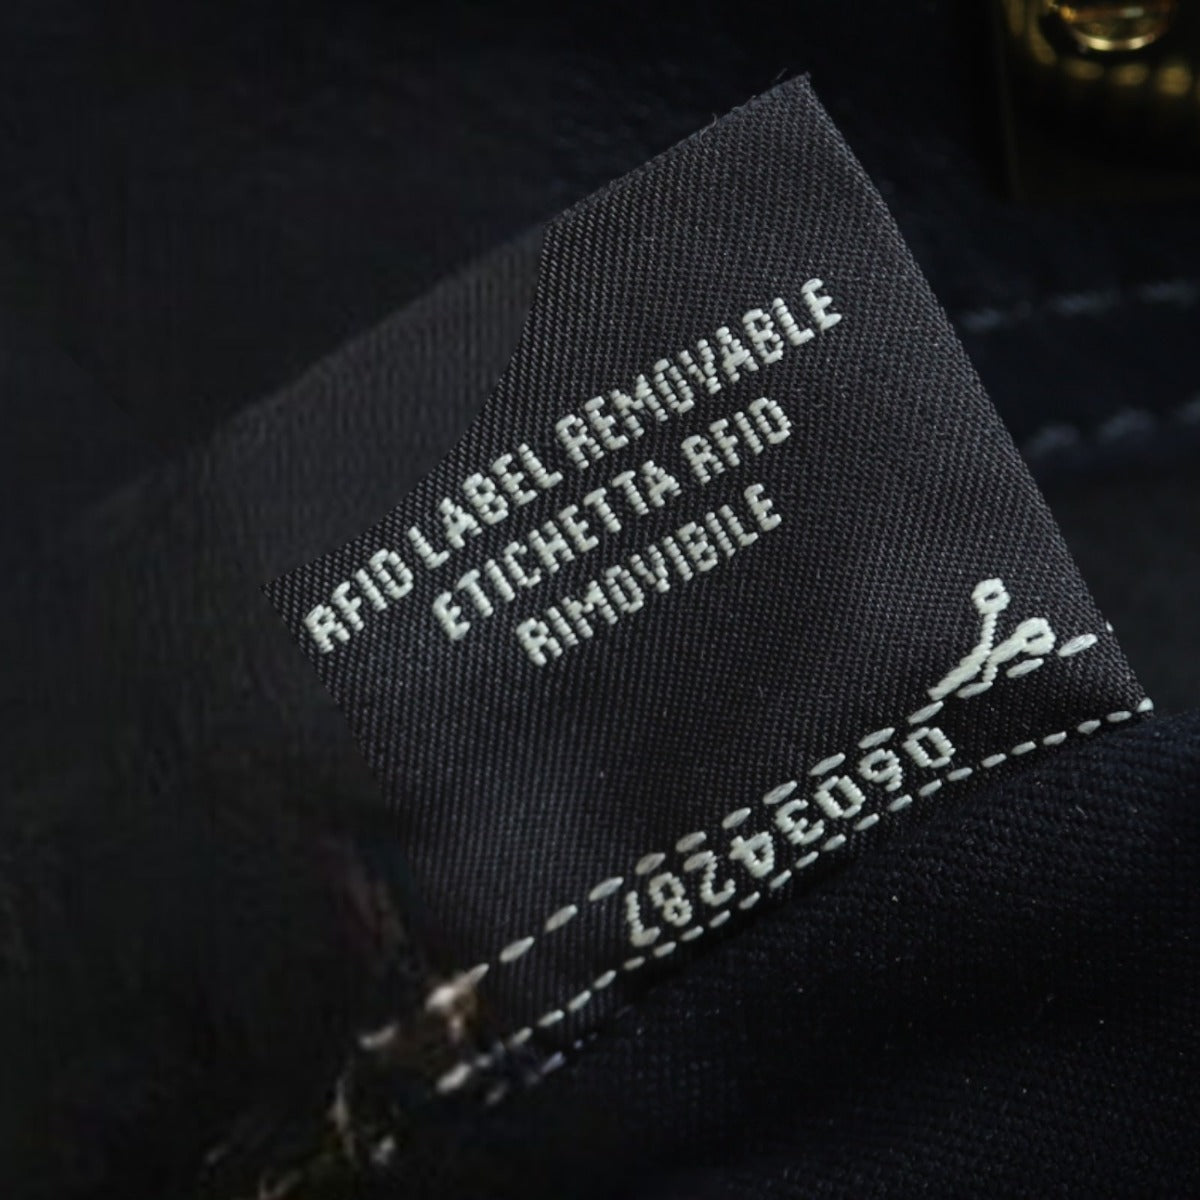 RFID LABEL REMOVABLE
ETICHETTA RFID
RIMOVIBILE
06034287